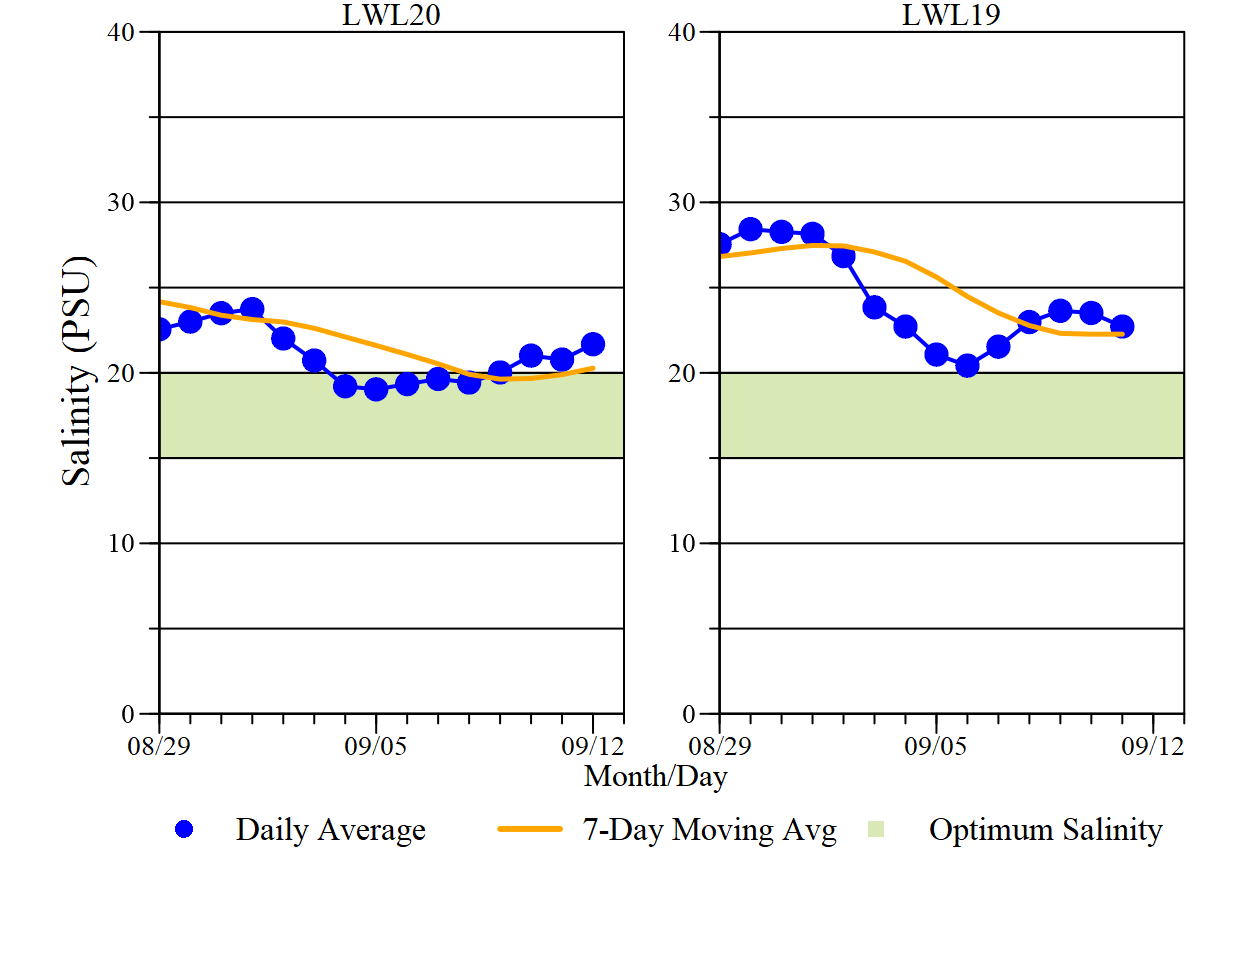 LWL20
LWL19
40
30
20
10
0
40
30
20
10
0
Salinity (PSU)
08/29
09/05
09/12
08/29
09/05
09/12
Month/Day
Daily Average
7-Day Moving Avg
Optimum Salinity